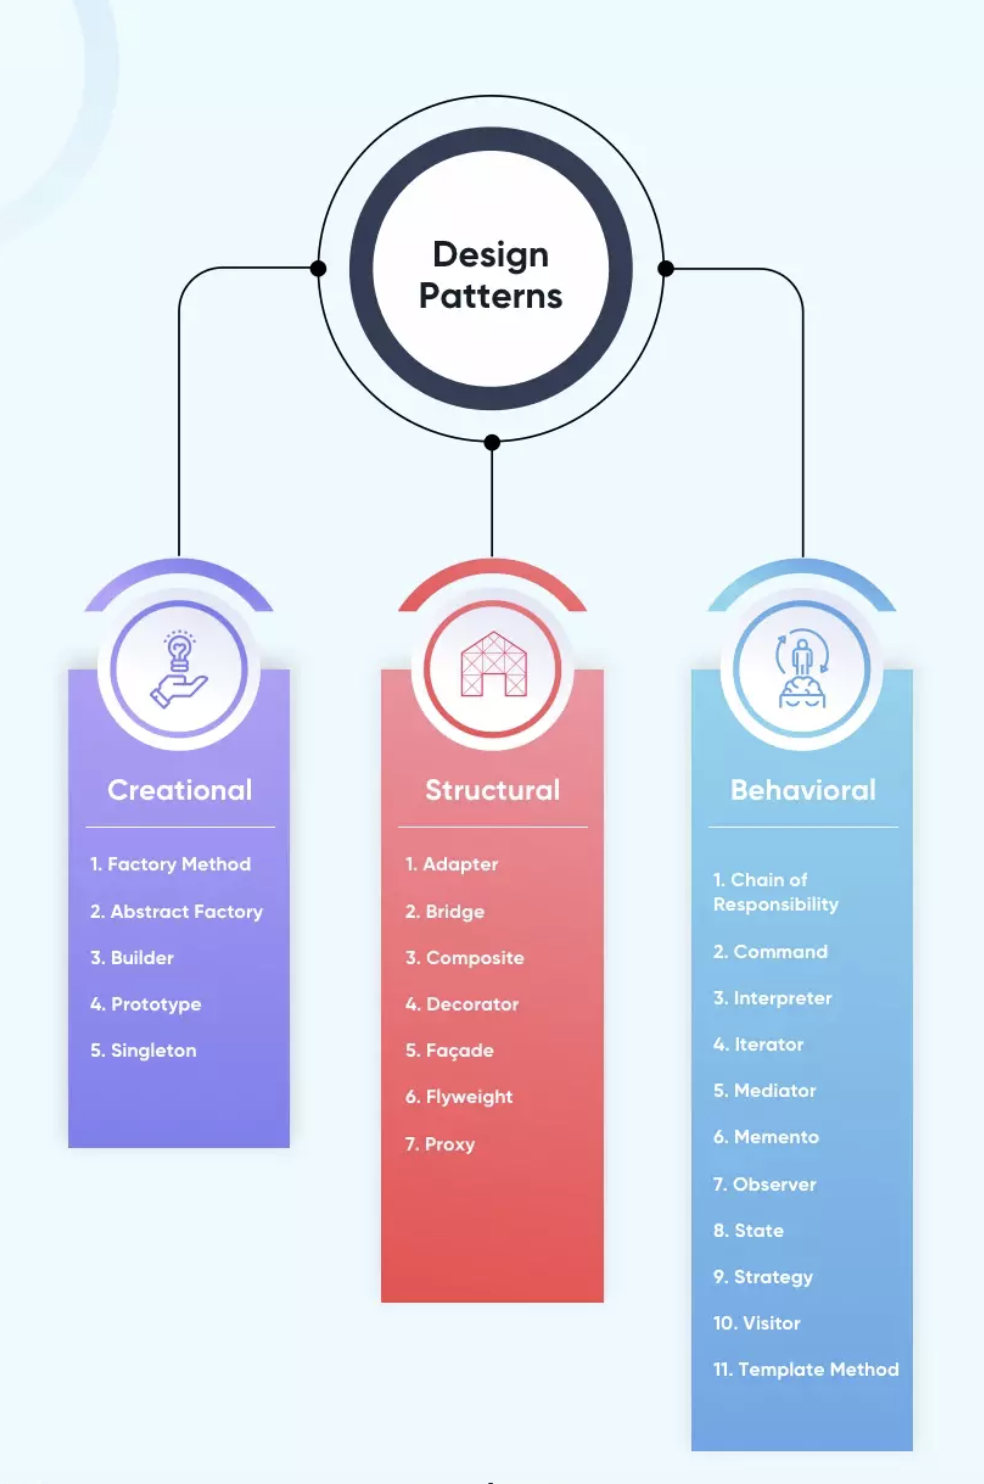 Design
Patterns
Creational
1. Factory Method
2. Abstract Factory
3. Builder
4. Prototype
5. Singleton
Structural
1. Adapter
2. Bridge
3. Composite
4. Decorator
5. Façade
6. Flyweight
7. Proxy
Behavioral
1. Chain of
Responsibility
2. Command
3. Interpreter
4. Iterator
5. Mediator
6. Memento
7. Observer
8. State
9. Strategy
10. Visitor
11. Template Method